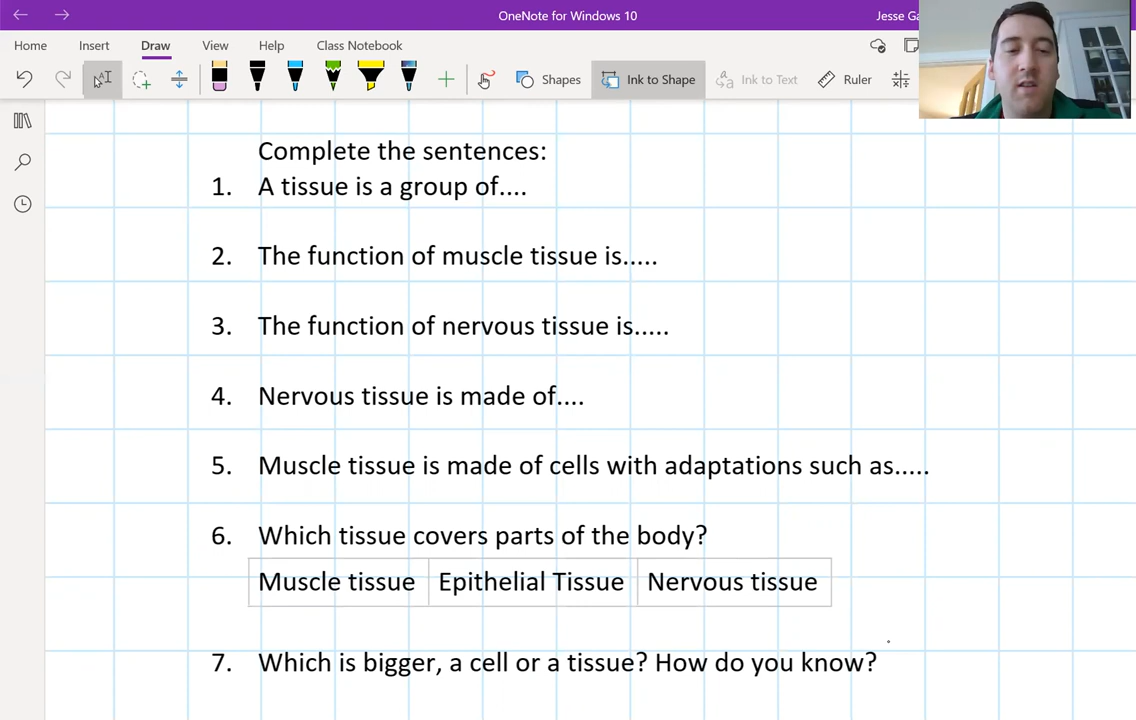 OneNote for Windows 10
Jesse Ga
Home Insert Draw View Help Class Notebook
Shapes Ink to Shape Ink to Text Ruler
Complete the sentences:
1. A tissue is a group of....
2. The function of muscle tissue is.....
3. The function of nervous tissue is.....
4. Nervous tissue is made of....
5. Muscle tissue is made of cells with adaptations such as.....
6. Which tissue covers parts of the body?
Muscle tissue Epithelial Tissue Nervous tissue
7. Which is bigger, a cell or a tissue? How do you know?